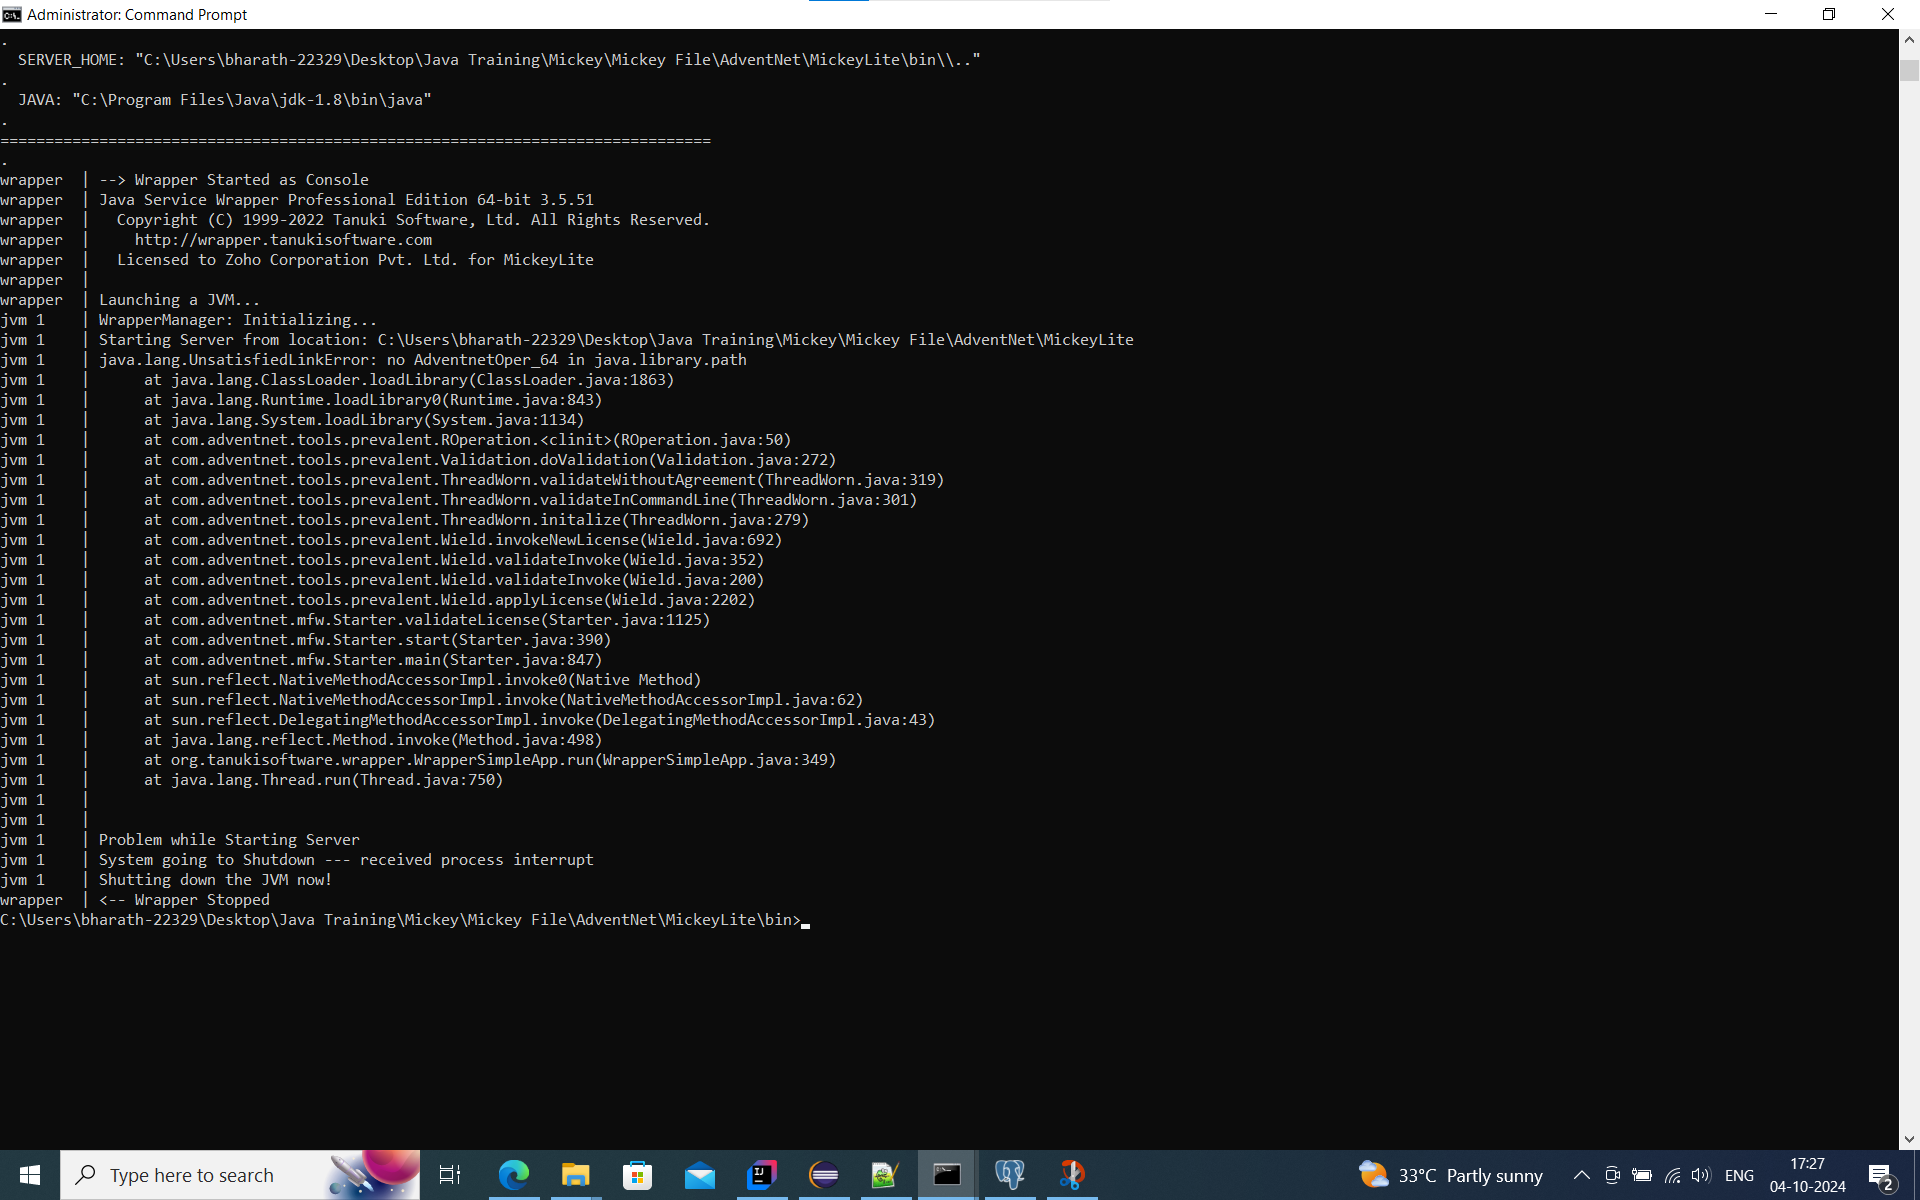 Administrator: Command Prompt
.
  SERVER_HOME: "C:\Users\bharath-22329\Desktop\Java Training\Mickey\Mickey File\AdventNet\MickeyLite\bin\\.."
.
  JAVA: "C:\Program Files\Java\jdk-1.8\bin\java"
.
===============================================================================
.
wrapper  | --> Wrapper Started as Console
wrapper  | Java Service Wrapper Professional Edition 64-bit 3.5.51
wrapper  |   Copyright (C) 1999-2022 Tanuki Software, Ltd. All Rights Reserved.
wrapper  |     http://wrapper.tanukisoftware.com
wrapper  |   Licensed to Zoho Corporation Pvt. Ltd. for MickeyLite
wrapper  |
wrapper  | Launching a JVM...
jvm 1    | WrapperManager: Initializing...
jvm 1    | Starting Server from location: C:\Users\bharath-22329\Desktop\Java Training\Mickey\Mickey File\AdventNet\MickeyLite
jvm 1    | java.lang.UnsatisfiedLinkError: no AdventnetOper_64 in java.library.path
jvm 1    |      at java.lang.ClassLoader.loadLibrary(ClassLoader.java:1863)
jvm 1    |      at java.lang.Runtime.loadLibrary0(Runtime.java:843)
jvm 1    |      at java.lang.System.loadLibrary(System.java:1134)
jvm 1    |      at com.adventnet.tools.prevalent.ROperation.<clinit>(ROperation.java:50)
jvm 1    |      at com.adventnet.tools.prevalent.Validation.doValidation(Validation.java:272)
jvm 1    |      at com.adventnet.tools.prevalent.ThreadWorn.validateWithoutAgreement(ThreadWorn.java:319)
jvm 1    |      at com.adventnet.tools.prevalent.ThreadWorn.validateInCommandLine(ThreadWorn.java:301)
jvm 1    |      at com.adventnet.tools.prevalent.ThreadWorn.initalize(ThreadWorn.java:279)
jvm 1    |      at com.adventnet.tools.prevalent.Wield.invokeNewLicense(Wield.java:692)
jvm 1    |      at com.adventnet.tools.prevalent.Wield.validateInvoke(Wield.java:352)
jvm 1    |      at com.adventnet.tools.prevalent.Wield.validateInvoke(Wield.java:200)
jvm 1    |      at com.adventnet.tools.prevalent.Wield.applyLicense(Wield.java:2202)
jvm 1    |      at com.adventnet.mfw.Starter.validateLicense(Starter.java:1125)
jvm 1    |      at com.adventnet.mfw.Starter.start(Starter.java:390)
jvm 1    |      at com.adventnet.mfw.Starter.main(Starter.java:847)
jvm 1    |      at sun.reflect.NativeMethodAccessorImpl.invoke0(Native Method)
jvm 1    |      at sun.reflect.NativeMethodAccessorImpl.invoke(NativeMethodAccessorImpl.java:62)
jvm 1    |      at sun.reflect.DelegatingMethodAccessorImpl.invoke(DelegatingMethodAccessorImpl.java:43)
jvm 1    |      at java.lang.reflect.Method.invoke(Method.java:498)
jvm 1    |      at org.tanukisoftware.wrapper.WrapperSimpleApp.run(WrapperSimpleApp.java:349)
jvm 1    |      at java.lang.Thread.run(Thread.java:750)
jvm 1    |
jvm 1    |
jvm 1    | Problem while Starting Server
jvm 1    | System going to Shutdown --- received process interrupt
jvm 1    | Shutting down the JVM now!
wrapper  | <-- Wrapper Stopped
C:\Users\bharath-22329\Desktop\Java Training\Mickey\Mickey File\AdventNet\MickeyLite\bin>
Type here to search
33°C Partly sunny
ENG
17:27
04-10-2024
2